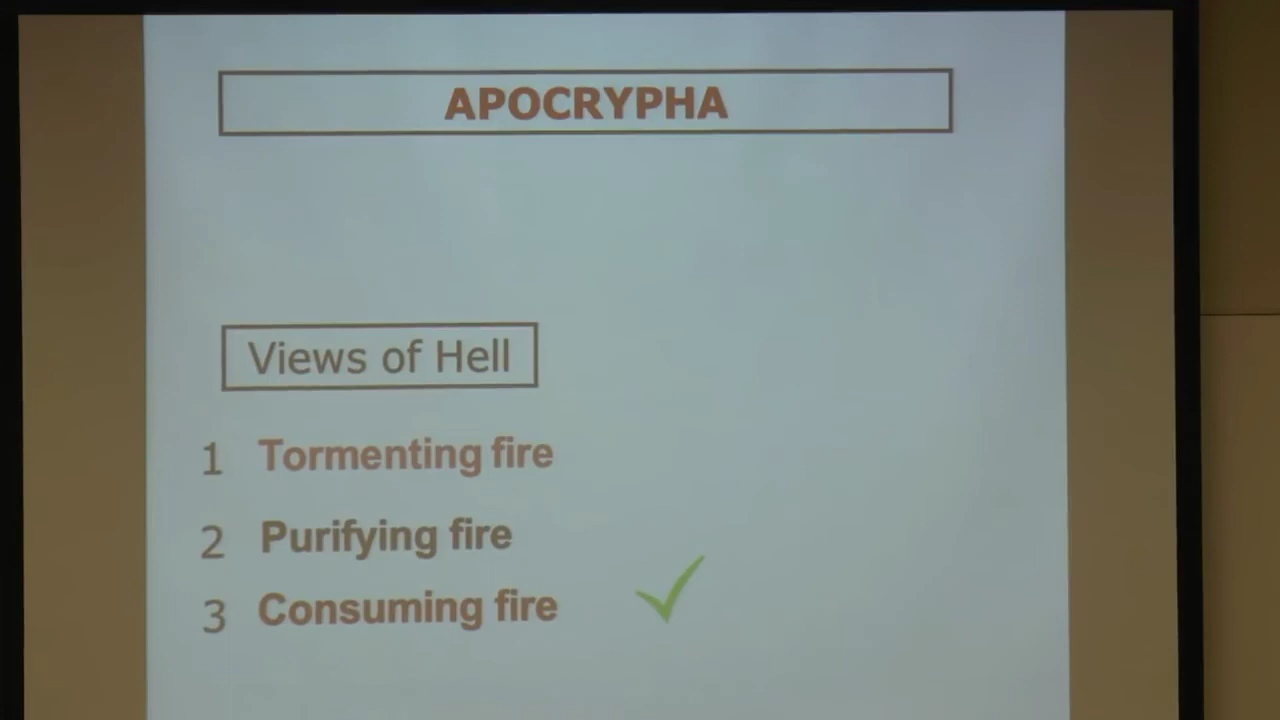 APOCRYPHA
Views of Hell
1 Tormenting fire
2 Purifying fire
3 Consuming fire